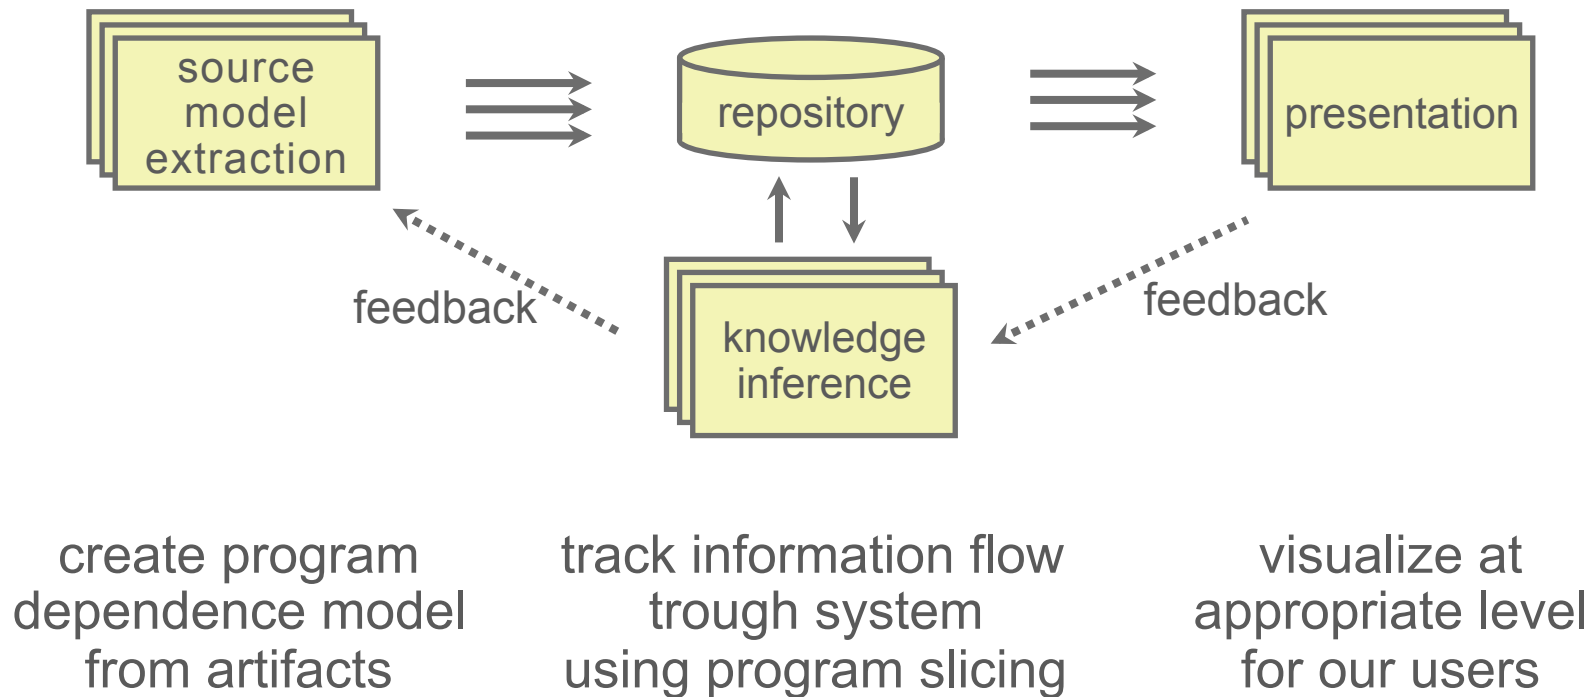 source
model
extraction
repository
presentation
feedback
feedback
knowledge
inference
create program
dependence model
from artifacts
track information flow
trough system
using program slicing
visualize at
appropriate level
for our users